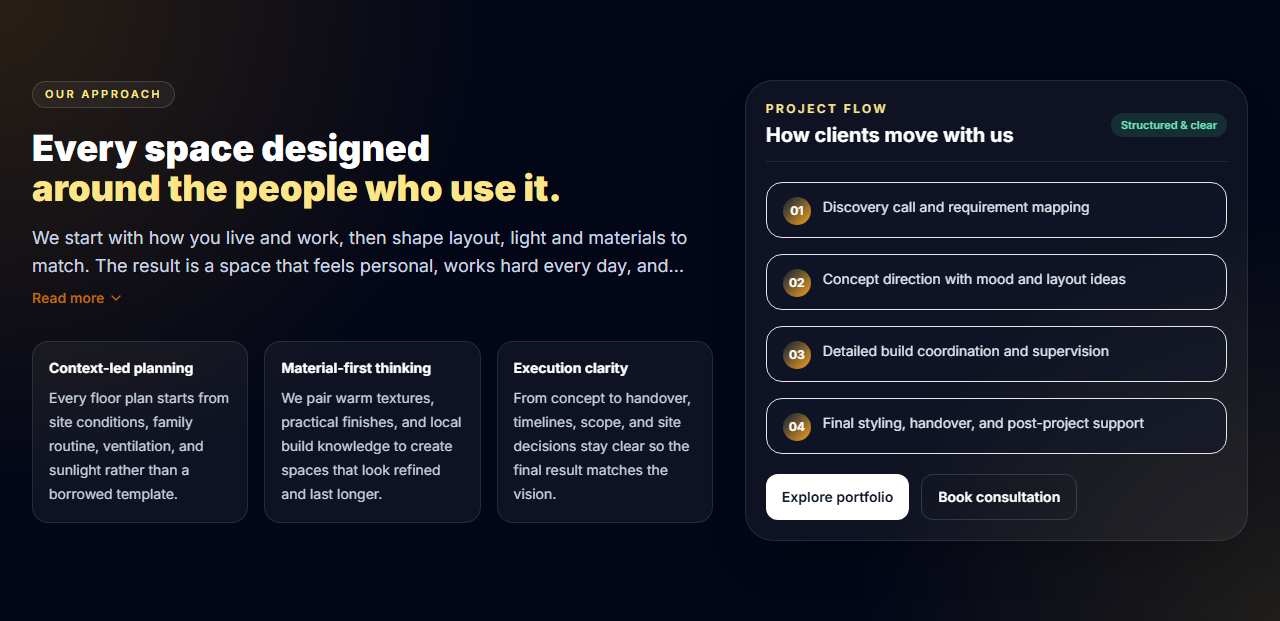 OUR APPROACH
Every space designed
around the people who use it.
We start with how you live and work, then shape layout, light and materials to
match. The result is a space that feels personal, works hard every day, and...
Read more
Context-led planning
Every floor plan starts from
site conditions, family
routine, ventilation, and
sunlight rather than a
borrowed template.
Material-first thinking
We pair warm textures,
practical finishes, and local
build knowledge to create
spaces that look refined
and last longer.
Execution clarity
From concept to handover,
timelines, scope, and site
decisions stay clear so the
final result matches the
vision.
PROJECT FLOW
How clients move with us
Structured & clear
01 Discovery call and requirement mapping
02 Concept direction with mood and layout ideas
03 Detailed build coordination and supervision
04 Final styling, handover, and post-project support
Explore portfolio
Book consultation